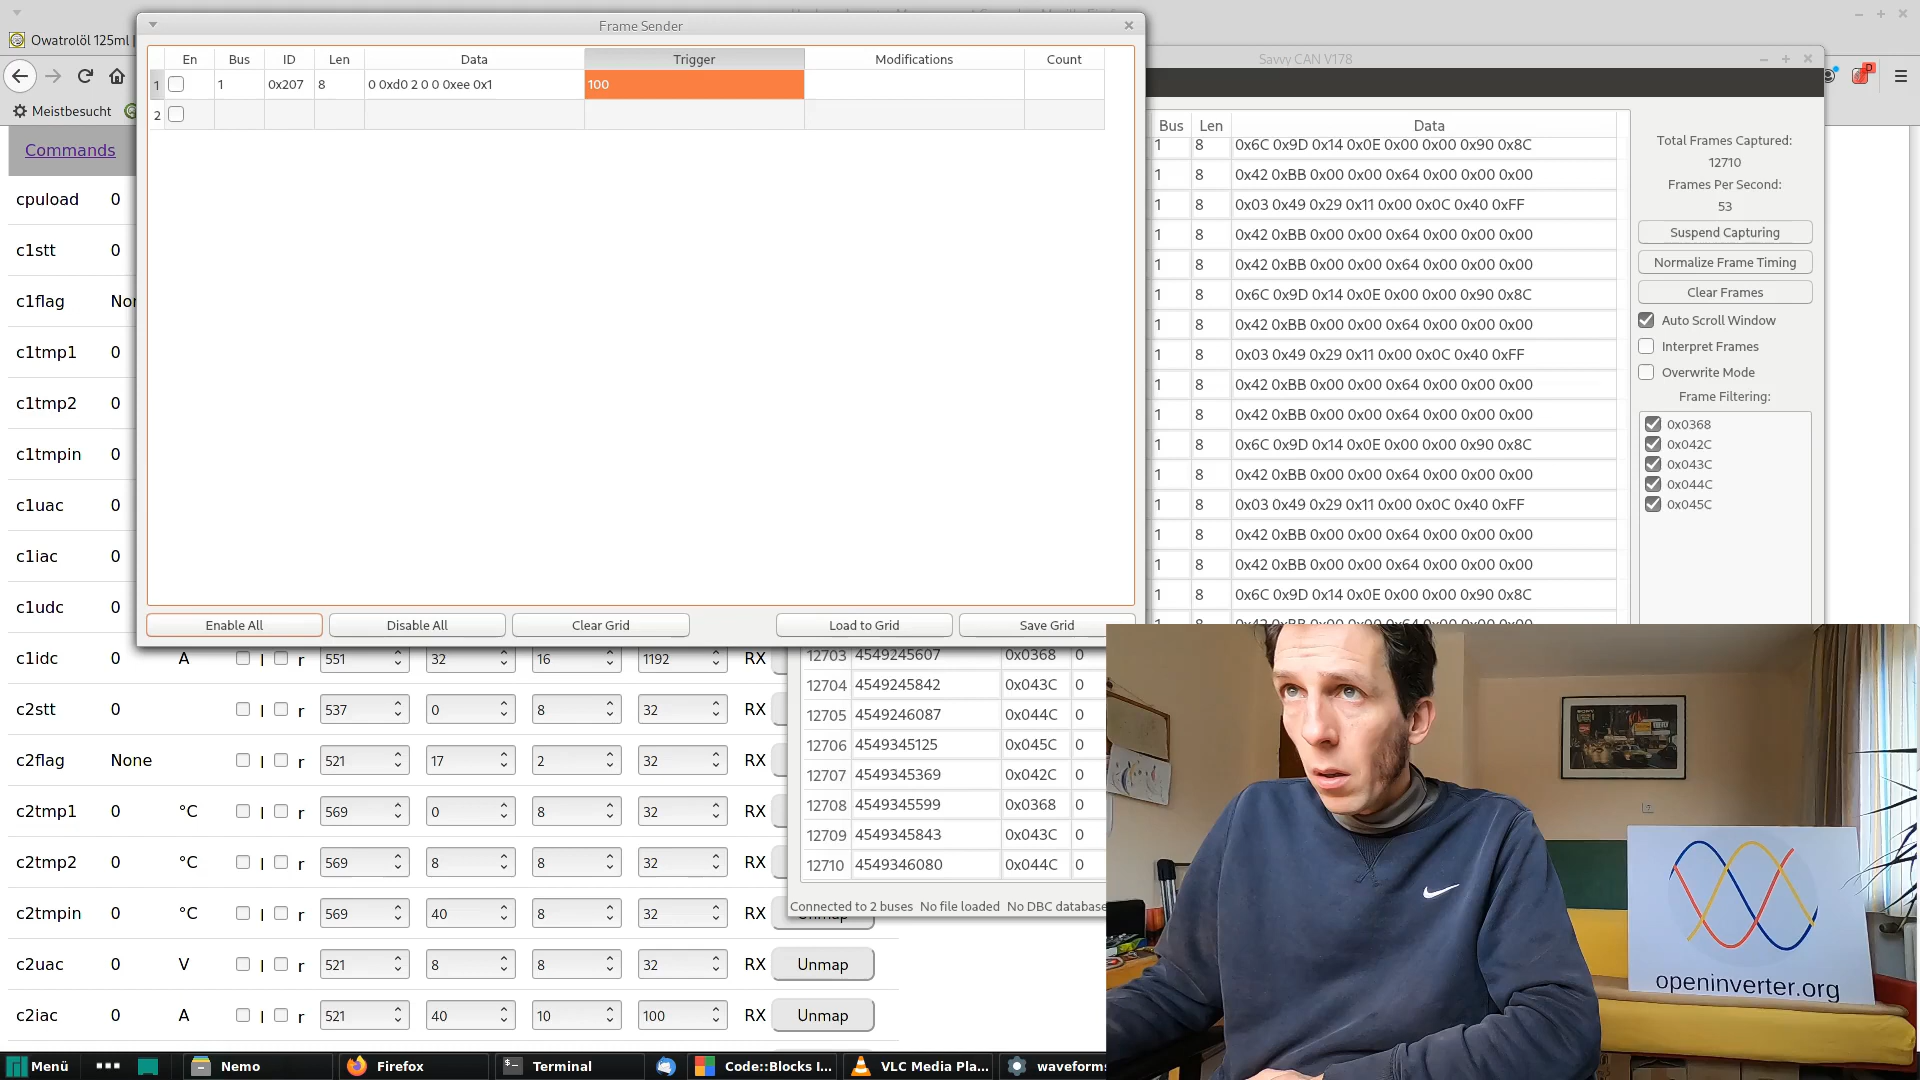 Frame Sender
Owatrolöl 125ml |
Meistbesucht
Savvy CAN V178
En Bus ID Len Data Trigger Modifications Count
1 1 0x207 8 0 0xd0 2 0 0 0xee 0x1 100
2
Enable All Disable All Clear Grid Load to Grid Save Grid
Commands
cpuload 0
c1stt 0
c1flag
c1tmp1 0
c1tmp2 0
c1tmpin 0
c1uac 0
c1iac 0
c1udc 0
c1idc 0 A l r 551 32 16 1192 RX
c2stt 0 l r 537 0 8 32 RX
c2flag None l r 521 17 2 32 RX
c2tmp1 0 °C l r 569 0 8 32 RX
c2tmp2 0 °C l r 569 8 8 32 RX
c2tmpin 0 °C l r 569 40 8 32 RX
c2uac 0 V l r 521 8 8 32 RX Unmap
c2iac 0 A l r 521 40 10 100 RX Unmap
Bus Len Data
1 8 0x6C 0x9D 0x14 0x0E 0x00 0x00 0x90 0x8C
1 8 0x42 0xBB 0x00 0x00 0x64 0x00 0x00 0x00
1 8 0x03 0x49 0x29 0x11 0x00 0x0C 0x40 0xFF
1 8 0x42 0xBB 0x00 0x00 0x64 0x00 0x00 0x00
1 8 0x42 0xBB 0x00 0x00 0x64 0x00 0x00 0x00
1 8 0x6C 0x9D 0x14 0x0E 0x00 0x00 0x90 0x8C
1 8 0x42 0xBB 0x00 0x00 0x64 0x00 0x00 0x00
1 8 0x03 0x49 0x29 0x11 0x00 0x0C 0x40 0xFF
1 8 0x42 0xBB 0x00 0x00 0x64 0x00 0x00 0x00
1 8 0x42 0xBB 0x00 0x00 0x64 0x00 0x00 0x00
1 8 0x6C 0x9D 0x14 0x0E 0x00 0x00 0x90 0x8C
1 8 0x42 0xBB 0x00 0x00 0x64 0x00 0x00 0x00
1 8 0x03 0x49 0x29 0x11 0x00 0x0C 0x40 0xFF
1 8 0x42 0xBB 0x00 0x00 0x64 0x00 0x00 0x00
1 8 0x42 0xBB 0x00 0x00 0x64 0x00 0x00 0x00
1 8 0x6C 0x9D 0x14 0x0E 0x00 0x00 0x90 0x8C
12703 4549245607 0x0368 0
12704 4549245842 0x043C 0
12705 4549246087 0x044C 0
12706 4549345125 0x045C 0
12707 4549345369 0x042C 0
12708 4549345599 0x0368 0
12709 4549345843 0x043C 0
12710 4549346080 0x044C 0
Connected to 2 buses No file loaded No DBC database
Total Frames Captured:
12710
Frames Per Second:
53
Suspend Capturing
Normalize Frame Timing
Clear Frames
Auto Scroll Window
Interpret Frames
Overwrite Mode
Frame Filtering:
0x0368
0x042C
0x043C
0x044C
0x045C
openinverter.org
Menü Nemo Firefox Terminal Code::Blocks I... VLC Media Pla... waveforms